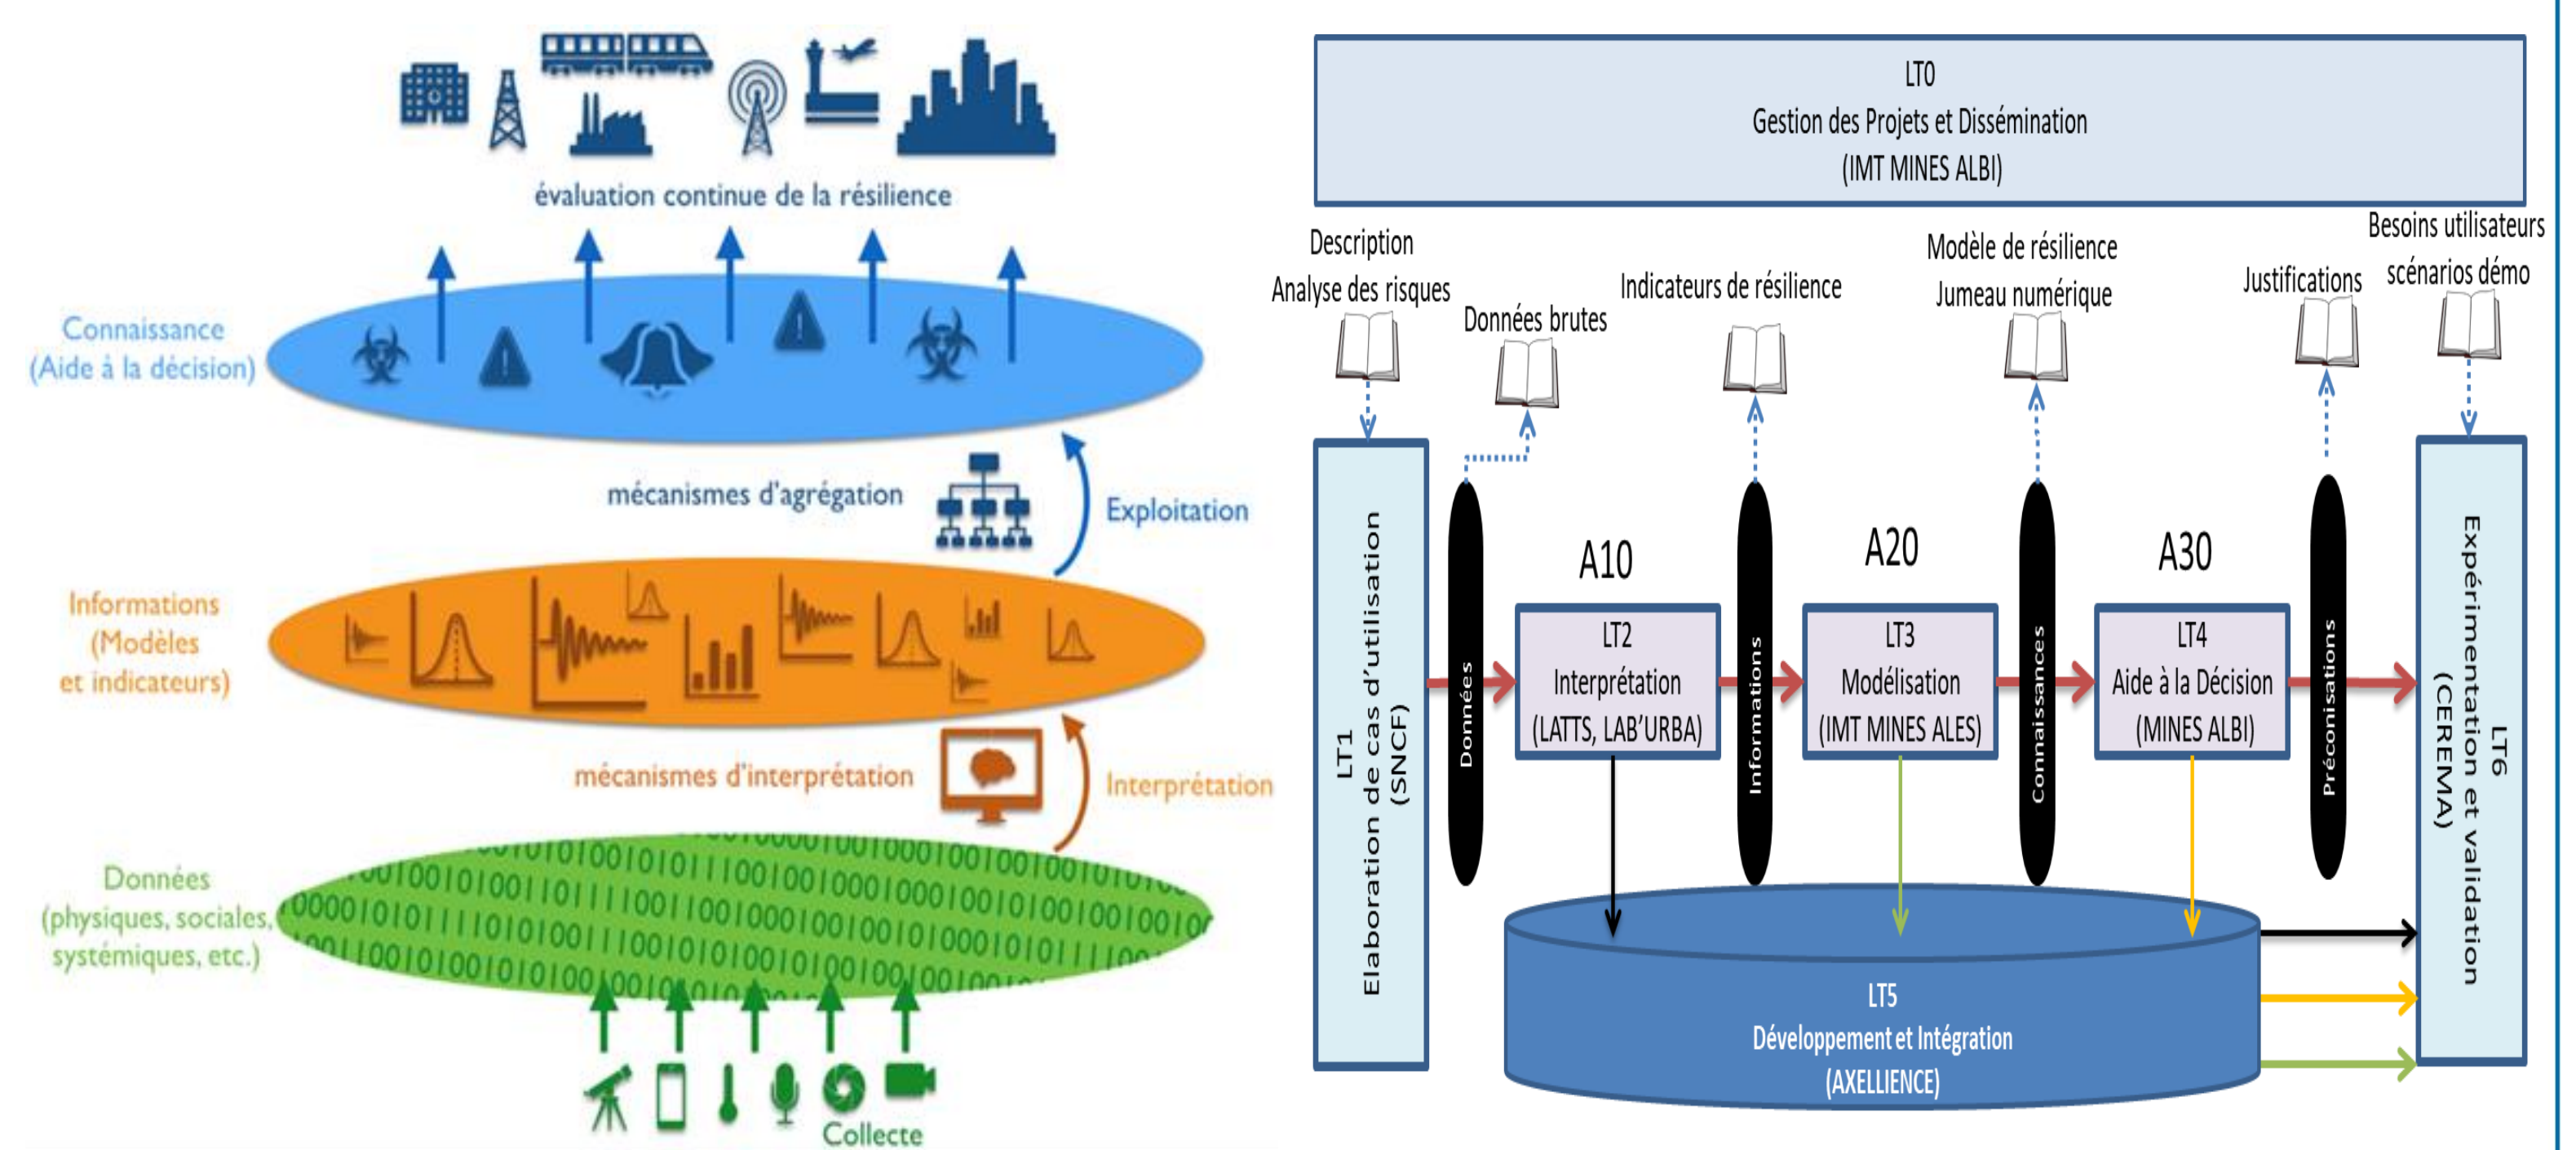 évaluation continue de la résilience
Connaissance
(Aide à la décision)
mécanismes d'agrégation
Exploitation
Informations
(Modèles
et indicateurs)
mécanismes d'interprétation
Interprétation
Données
(physiques, sociales,
systémiques, etc.)
Collecte
LT0
Gestion des Projets et Dissémination
(IMT MINES ALBI)
Description
Analyse des risques
Données brutes
Indicateurs de résilience
Modèle de résilience
Jumeau numérique
Justifications
Besoins utilisateurs
scénarios démo
LT1
Elaboration de cas d'utilisation
(SNCF)
Données
A10
LT2
Interprétation
(LATTS, LAB'URBA)
Informations
A20
LT3
Modélisation
(IMT MINES ALES)
Connaissances
A30
LT4
Aide à la Décision
(MINES ALBI)
Préconisations
LT6
Expérimentation et validation
(CEREMA)
LT5
Développement et Intégration
(AXELLIENCE)